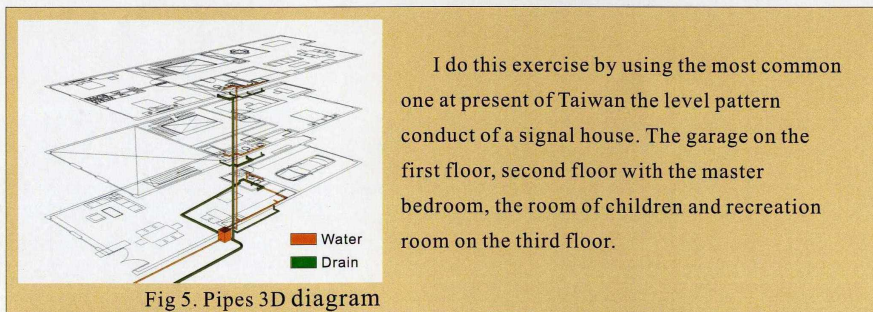 Water
Drain
Fig 5. Pipes 3D diagram
I do this exercise by using the most common
one at present of Taiwan the level pattern
conduct of a signal house. The garage on the
first floor, second floor with the master
bedroom, the room of children and recreation
room on the third floor.